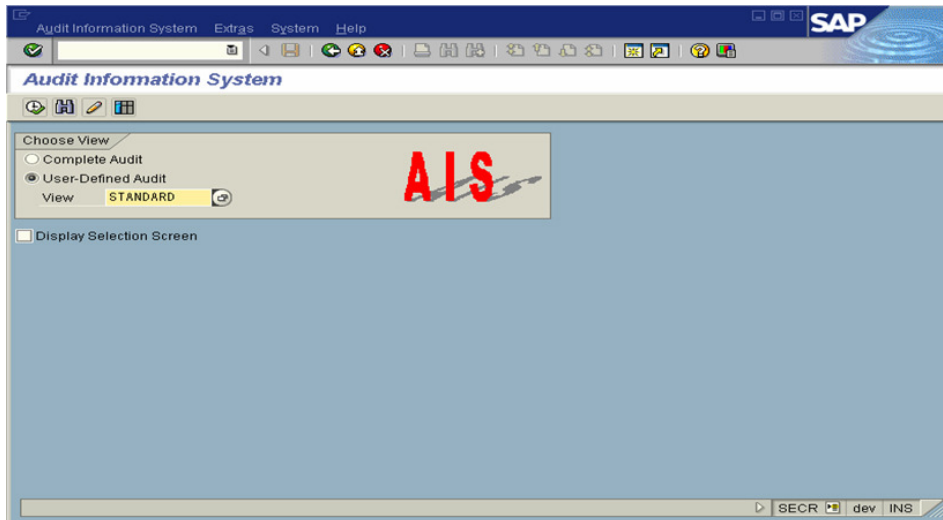 Audit Information System Extras System Help
SAP
Audit Information System
Choose View
Complete Audit
User-Defined Audit
View STANDARD
AIS
Display Selection Screen
SECR dev INS